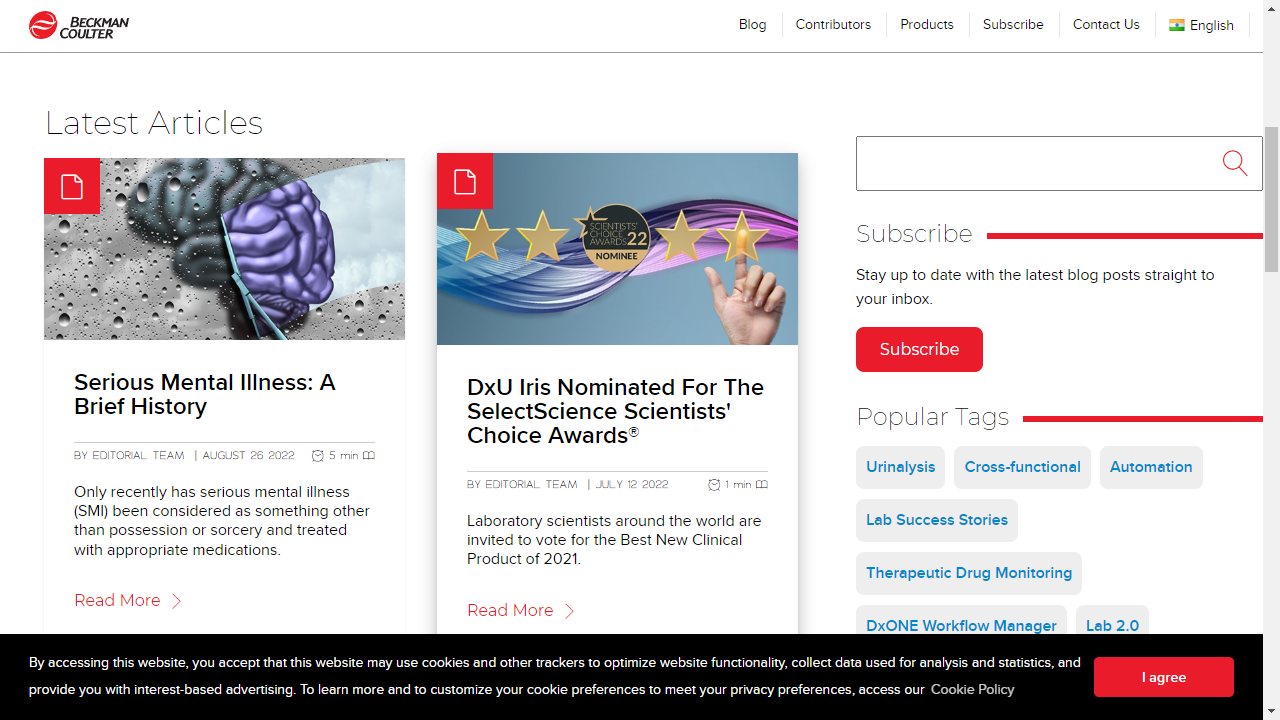 BECKMAN
COULTER
Blog
Contributors
Products
Subscribe
Contact Us
English
Latest Articles
SCIENTISTS'
CHOICE
AWARDS 22
NOMINEE
Serious Mental Illness: A
Brief History
BY EDITORIAL TEAM | AUGUST 26 2022 5 min
Only recently has serious mental illness
(SMI) been considered as something other
than possession or sorcery and treated
with appropriate medications.
Read More
DxU Iris Nominated For The
SelectScience Scientists'
Choice Awards®
BY EDITORIAL TEAM | JULY 12 2022 1 min
Laboratory scientists around the world are
invited to vote for the Best New Clinical
Product of 2021.
Read More
Subscribe
Stay up to date with the latest blog posts straight to
your inbox.
Subscribe
Popular Tags
Urinalysis
Cross-functional
Automation
Lab Success Stories
Therapeutic Drug Monitoring
DxONE Workflow Manager
Lab 2.0
By accessing this website, you accept that this website may use cookies and other trackers to optimize website functionality, collect data used for analysis and statistics, and
provide you with interest-based advertising. To learn more and to customize your cookie preferences to meet your privacy preferences, access our Cookie Policy
I agree